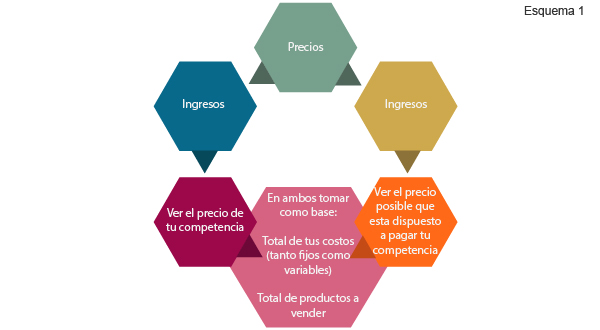 Esquema 1
Precios
Ingresos
Ingresos
Ver el precio de
tu competencia
En ambos tomar
como base:
Total de tus costos
(tanto fijos como
variables)
Total de productos a
vender
Ver el precio
posible que
esta dispuesto
a pagar tu
competencia